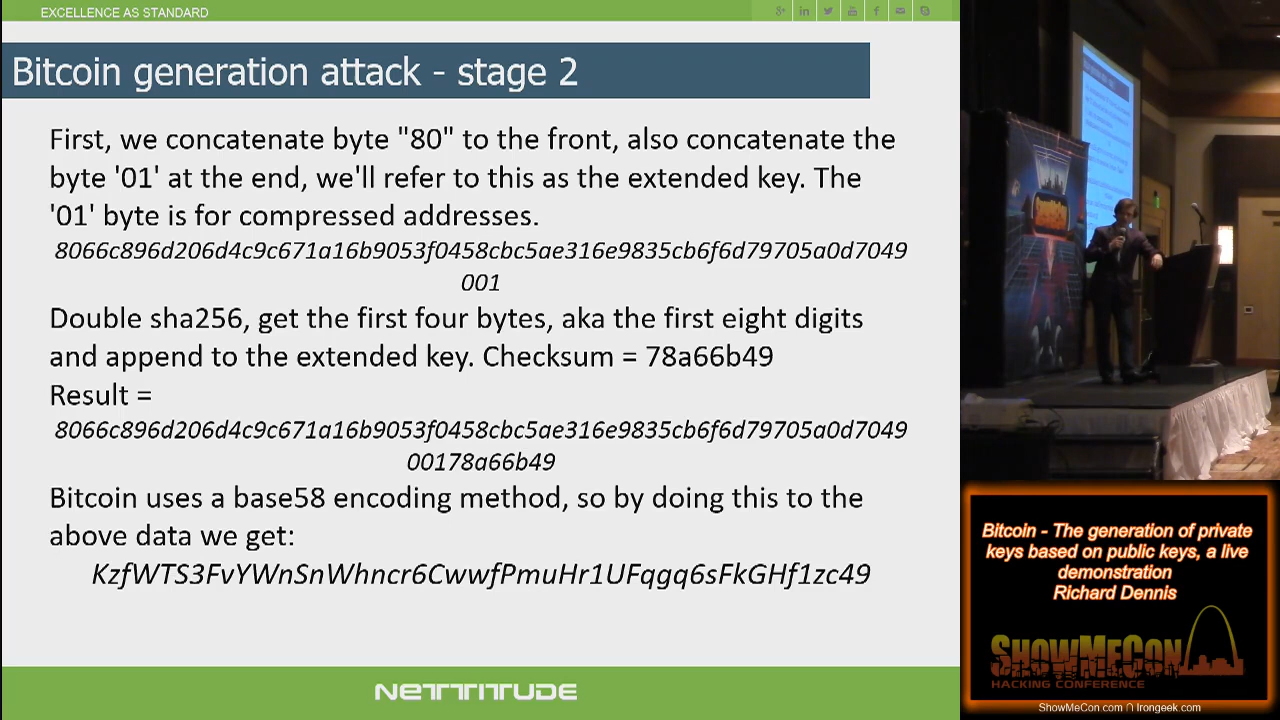 EXCELLENCE AS STANDARD
Bitcoin generation attack - stage 2
First, we concatenate byte "80" to the front, also concatenate the
byte '01' at the end, we'll refer to this as the extended key. The
'01' byte is for compressed addresses.
8066c896d206d4c9c671a16b9053f0458cbc5ae316e9835cb6f6d79705a0d7049
001
Double sha256, get the first four bytes, aka the first eight digits
and append to the extended key. Checksum = 78a66b49
Result =
8066c896d206d4c9c671a16b9053f0458cbc5ae316e9835cb6f6d79705a0d7049
00178a66b49
Bitcoin uses a base58 encoding method, so by doing this to the
above data we get:
KzfWTS3FvYWnSnWhncr6CwwfPmuHr1UFqgq6sFkGHf1zc49
NETTITUDE
Bitcoin - The generation of private
keys based on public keys, a live
demonstration
Richard Dennis
SHOWMECON
HACKING CONFERENCE
ShowMeCon.com ∩ Irongeek.com